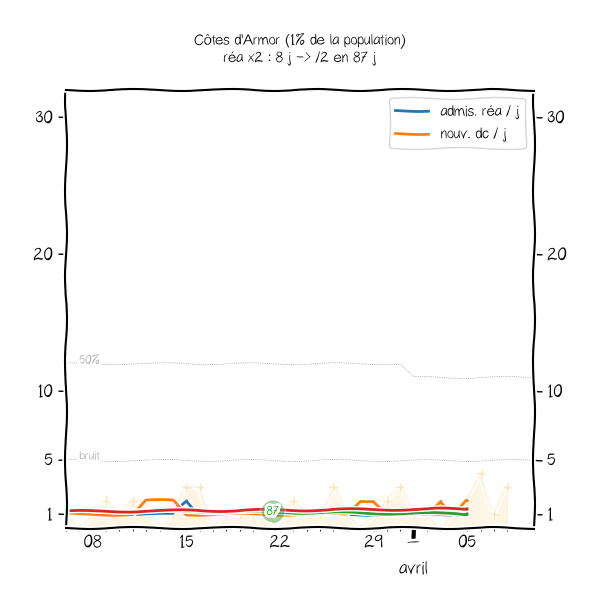 Côtes d'Armor (1% de la population)
réa x2 : 8 j -> /2 en 87 j
admis. réa / j
nouv. dc / j
30
30
20
20
50%
10
10
bruit
5
5
87
1
1
08
15
22
29
05
avril